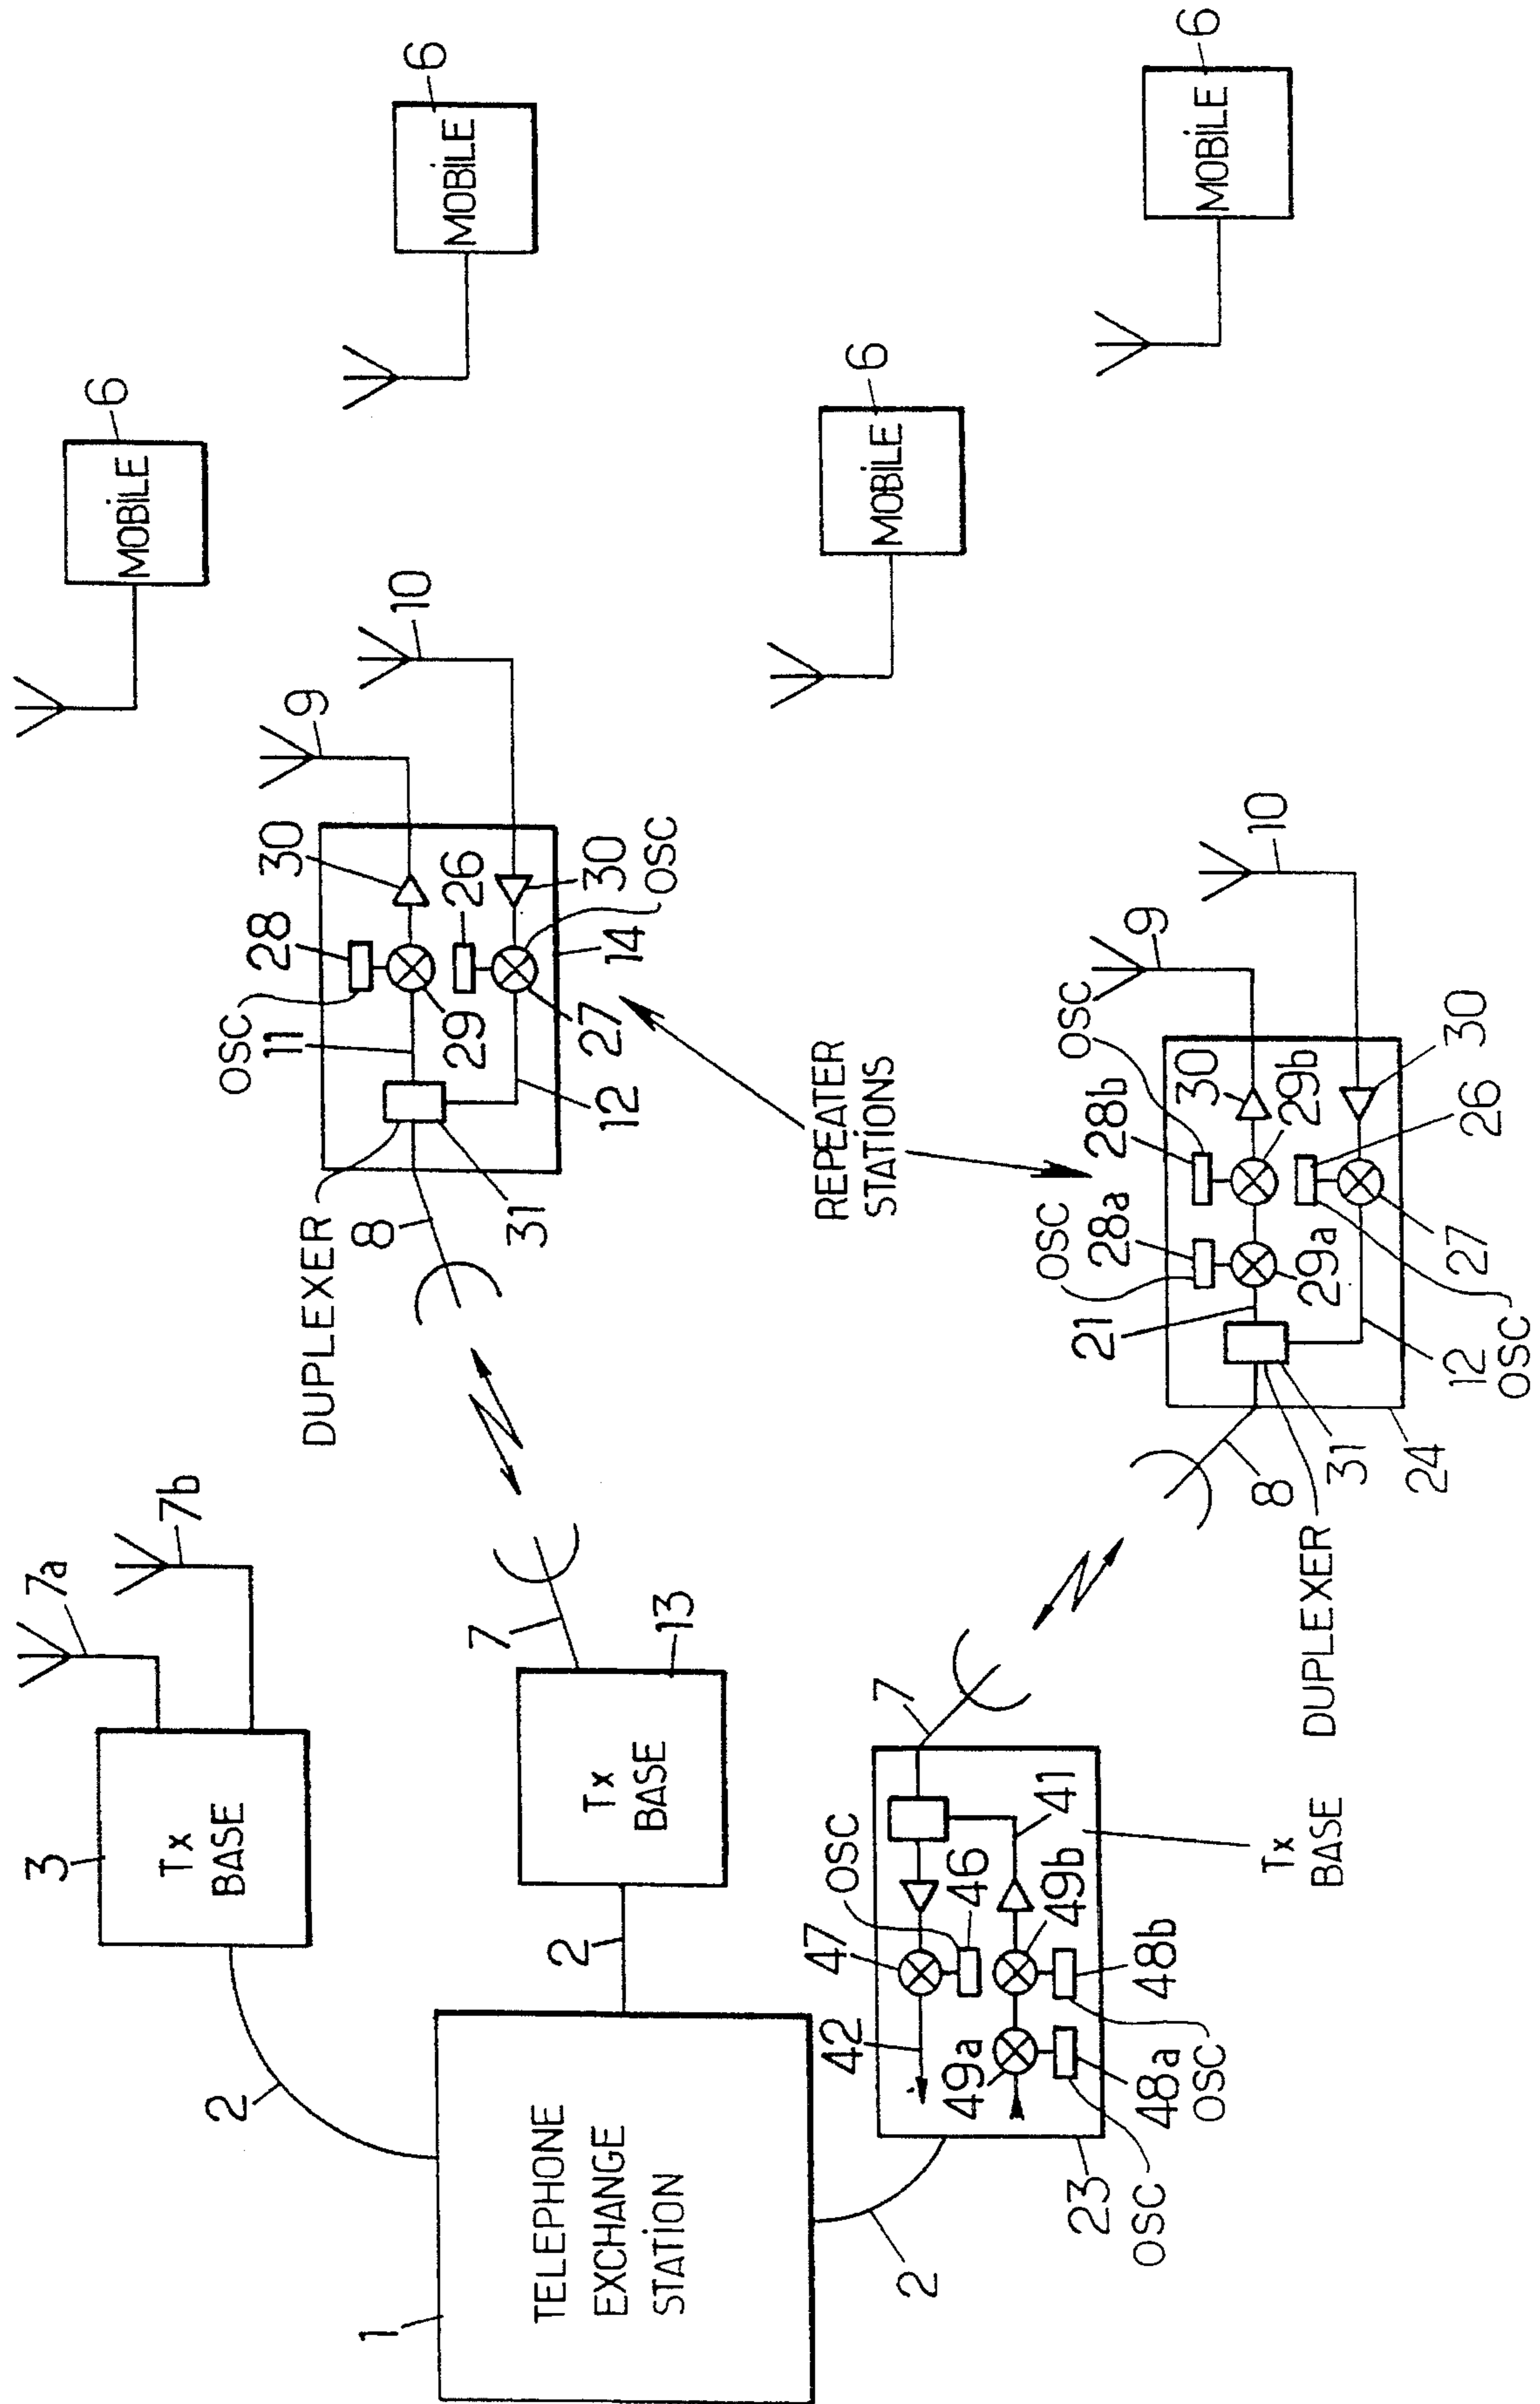 1
TELEPHONE
EXCHANGE
STATION
2
2
2
3
Tx
BASE
7a
7b
Tx
BASE
13
7
23
OSC
48a
OSC
48b
49a
49b
42
47
OSC
46
41
7
Tx
BASE
DUPLEXER
8
31
OSC
11
28
29
30
26
12
27
14
30
OSC
9
10
REPEATER
STATIONS
DUPLEXER
8
31
24
21
OSC
28a
29a
OSC
28b
29b
30
12
OSC
27
26
30
9
10
MOBILE
6
MOBILE
6
MOBILE
6
MOBILE
6